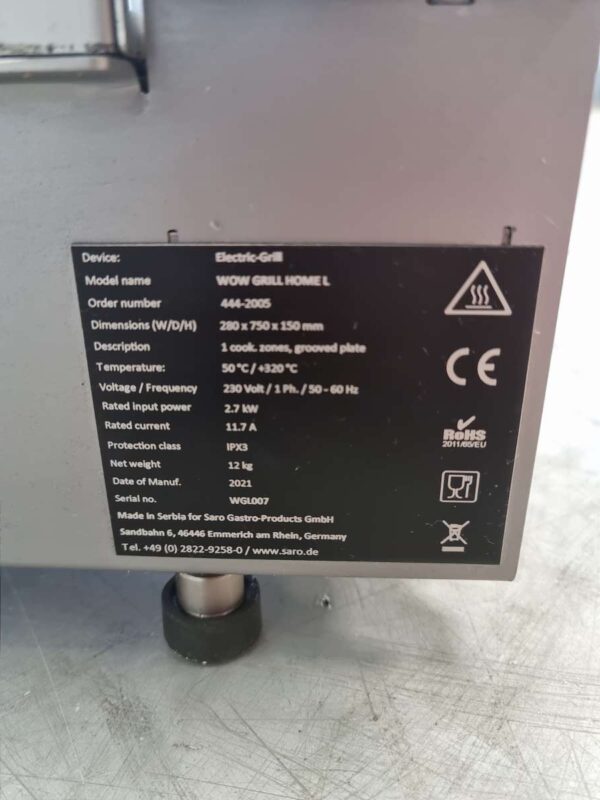 Device: Electric-Grill
Model name WOW GRILL HOME L
Order number 444-2005
Dimensions (W/D/H) 280 x 750 x 150 mm
Description 1 cook. zones, grooved plate
Temperature: 50 °C / +320 °C
Voltage / Frequency 230 Volt / 1 Ph. / 50 - 60 Hz
Rated input power 2.7 kW
Rated current 11.7 A
Protection class IPX3
Net weight 12 kg
Date of Manuf. 2021
Serial no. WGL007
Made in Serbia for Saro Gastro-Products GmbH
Sandbahn 6, 46446 Emmerich am Rhein, Germany
Tel. +49 (0) 2822-9258-0 / www.saro.de
CE
RoHS
2011/65/EU